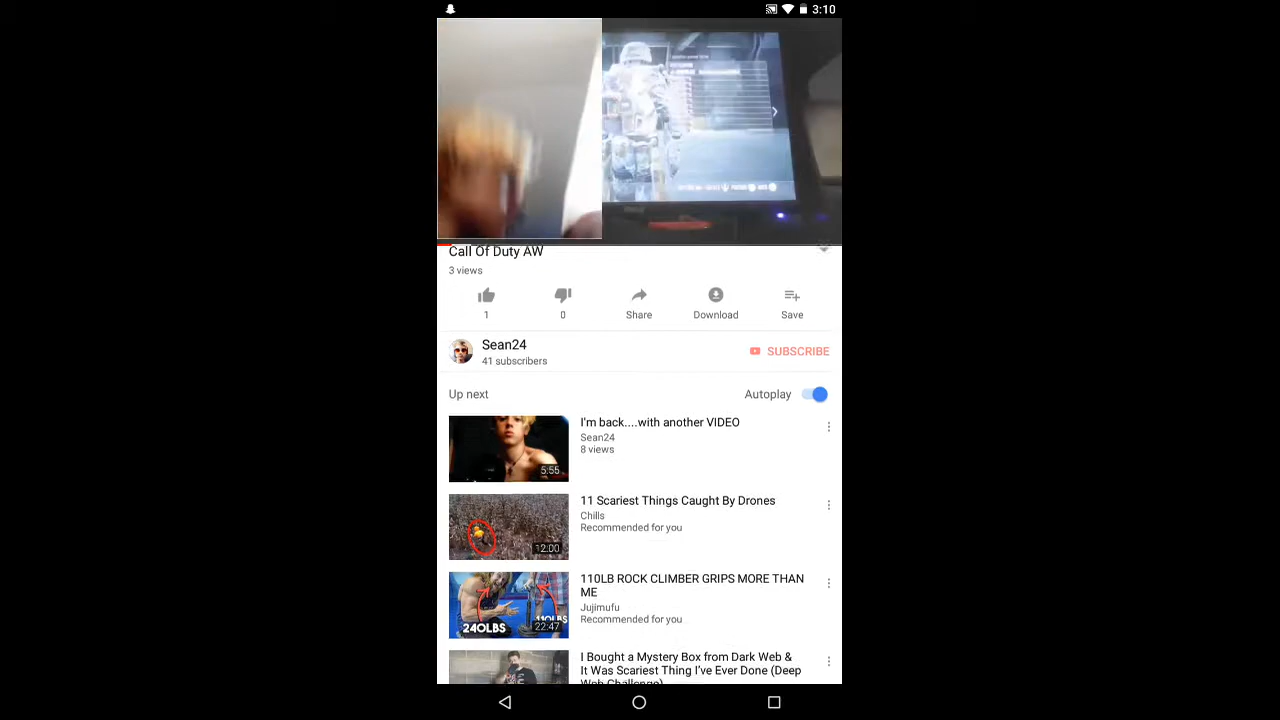 3:10
Call Of Duty AW
3 views
1
0
Share
Download
Save
Sean24
41 subscribers
SUBSCRIBE
Up next
Autoplay
I'm back....with another VIDEO
Sean24
8 views
5:55
11 Scariest Things Caught By Drones
Chills
Recommended for you
12:00
110LB ROCK CLIMBER GRIPS MORE THAN
ME
Jujimufu
Recommended for you
240LBS
110LBS
22:47
I Bought a Mystery Box from Dark Web &
It Was Scariest Thing I've Ever Done (Deep
Web Challenge)